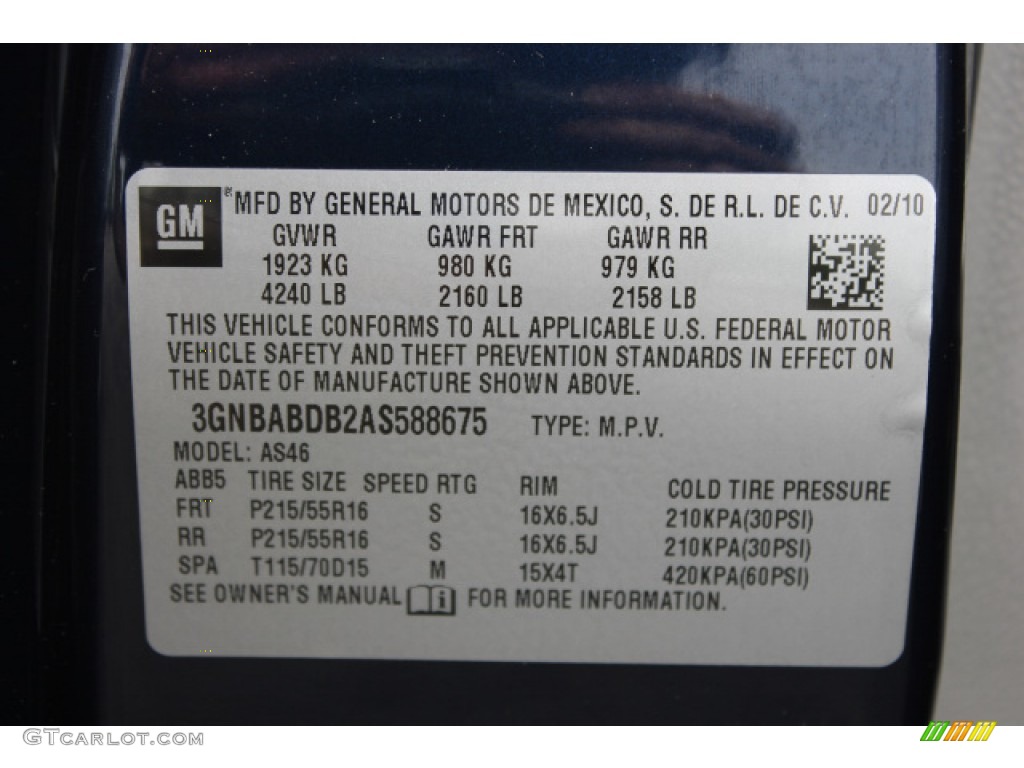 GM ® MFD BY GENERAL MOTORS DE MEXICO, S. DE R.L. DE C.V. 02/10
GVWR GAWR FRT GAWR RR
1923 KG 980 KG 979 KG
4240 LB 2160 LB 2158 LB
THIS VEHICLE CONFORMS TO ALL APPLICABLE U.S. FEDERAL MOTOR
VEHICLE SAFETY AND THEFT PREVENTION STANDARDS IN EFFECT ON
THE DATE OF MANUFACTURE SHOWN ABOVE.
3GNBABDB2AS588675 TYPE: M.P.V.
MODEL: AS46
ABB5 TIRE SIZE SPEED RTG RIM COLD TIRE PRESSURE
FRT P215/55R16 S 16X6.5J 210KPA(30PSI)
RR P215/55R16 S 16X6.5J 210KPA(30PSI)
SPA T115/70D15 M 15X4T 420KPA(60PSI)
SEE OWNER'S MANUAL i FOR MORE INFORMATION.
GTcarlot.com